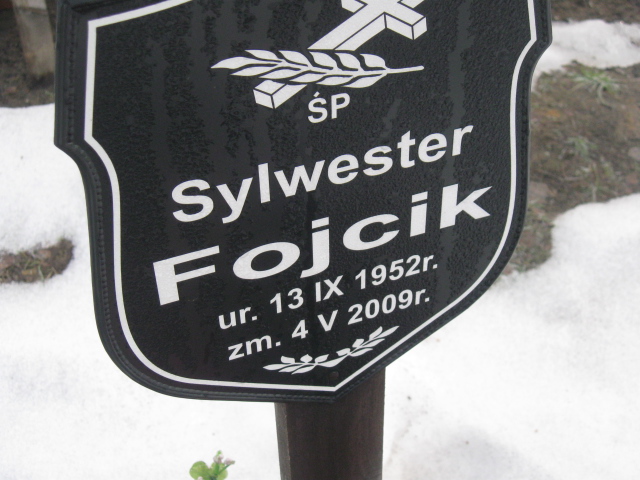 ŚP
Sylwester
Fojcik
ur. 13 IX 1952r.
zm. 4 V 2009r.